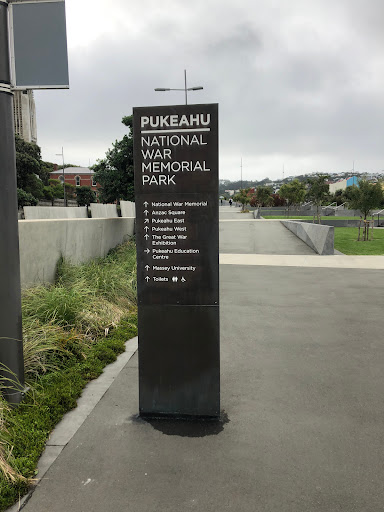 PUKEAHU
NATIONAL
WAR
MEMORIAL
PARK
↑ National War Memorial
↑ Anzac Square
↗ Pukeahu East
↑ Pukeahu West
↑ The Great War
Exhibition
→ Pukeahu Education
Centre
↑ Massey University
↑ Toilets